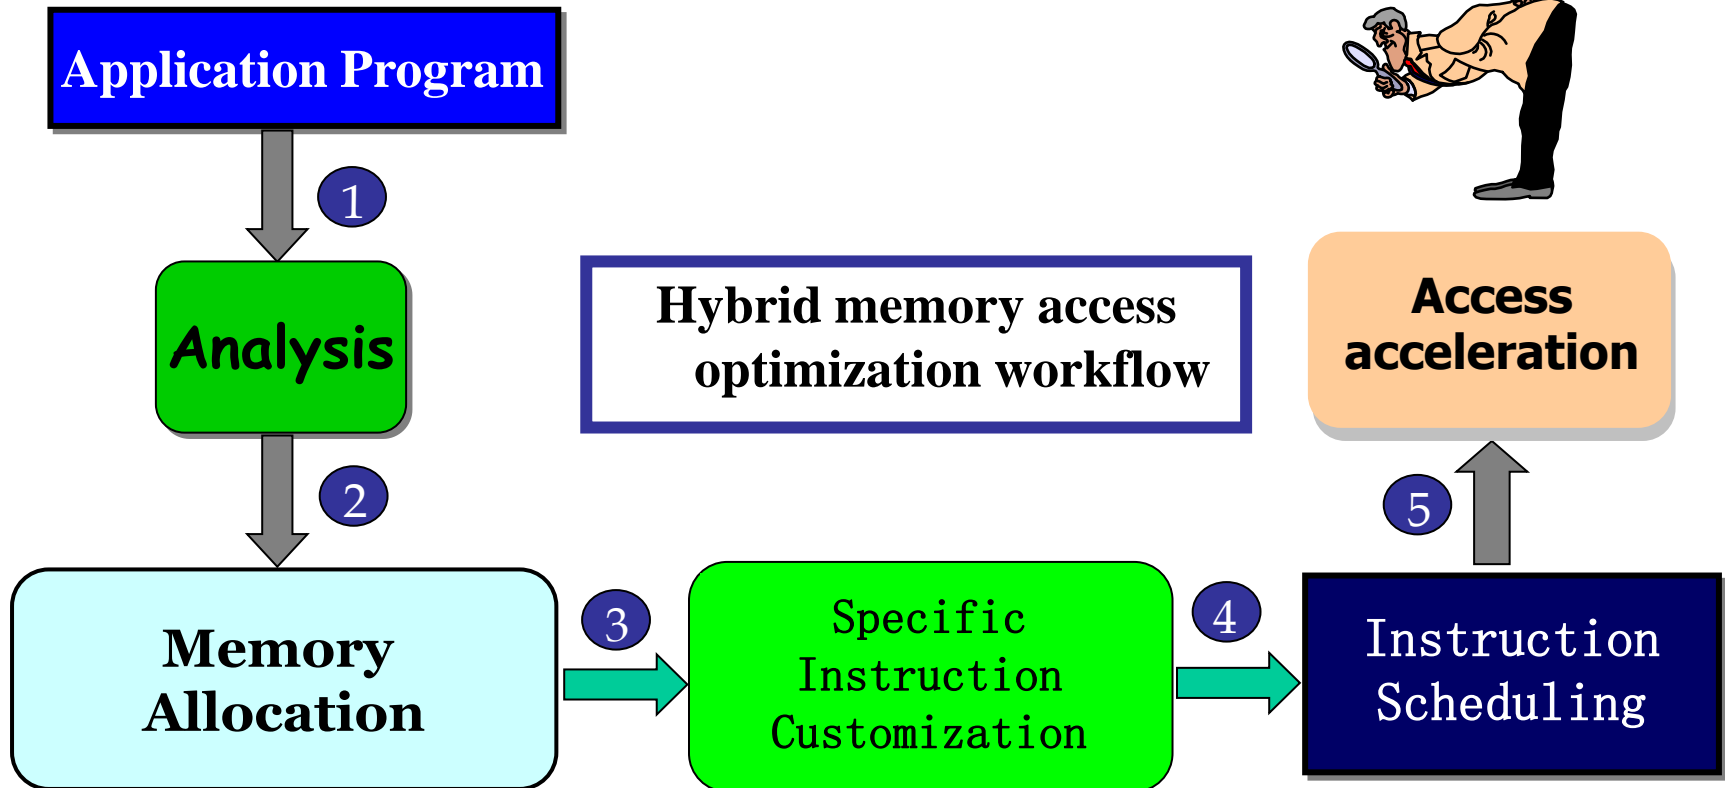 Application Program
1
Analysis
2
Memory
Allocation
3
Specific
Instruction
Customization
4
Instruction
Scheduling
5
Access
acceleration
Hybrid memory access
optimization workflow